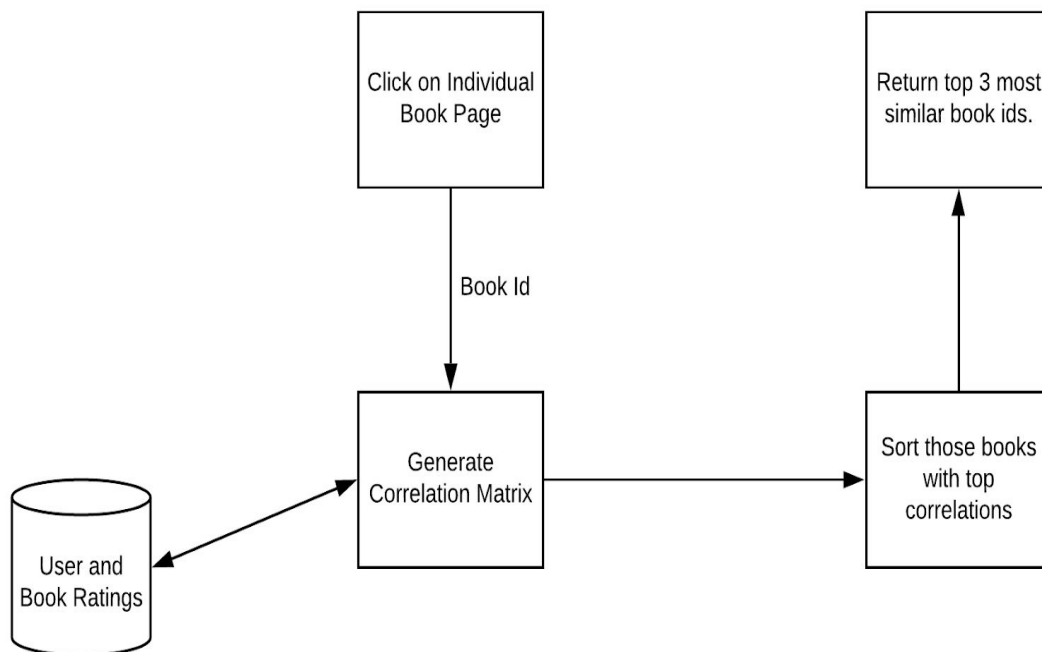 Click on Individual
Book Page
Return top 3 most
similar book ids.
Book Id
Generate
Correlation Matrix
Sort those books
with top
correlations
User and
Book Ratings